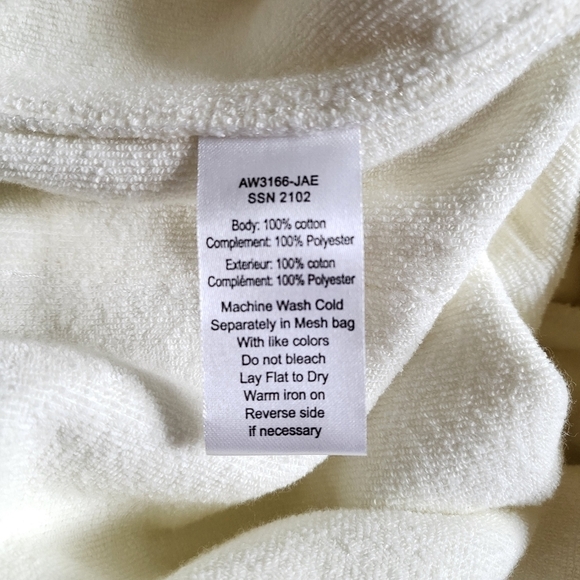 AW3166-JAE
SSN 2102
Body: 100% cotton
Complement: 100% Polyester
Exterieur: 100% coton
Complément: 100% Polyester
Machine Wash Cold
Separately in Mesh bag
With like colors
Do not bleach
Lay Flat to Dry
Warm iron on
Reverse side
if necessary